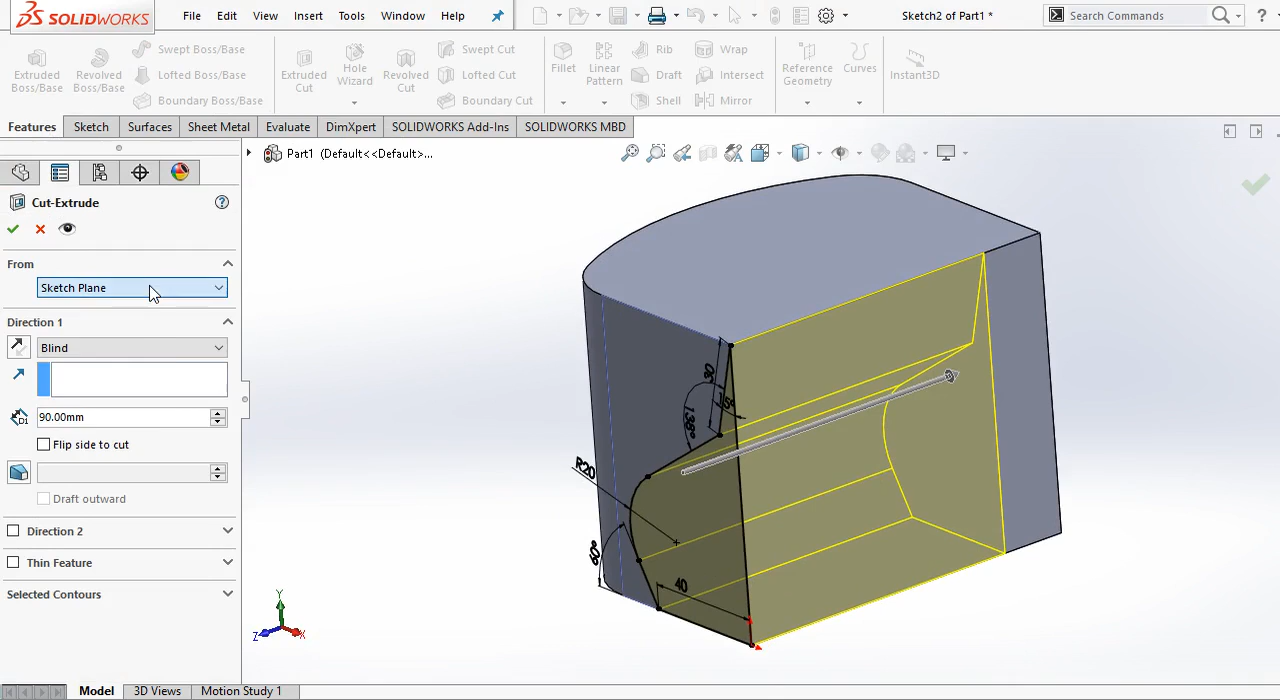 SOLIDWORKS File Edit View Insert Tools Window Help Sketch2 of Part1 * Search Commands ?
Extruded Boss/Base
Revolved Boss/Base
Swept Boss/Base
Lofted Boss/Base
Boundary Boss/Base
Extruded Cut
Hole Wizard
Revolved Cut
Swept Cut
Lofted Cut
Boundary Cut
Fillet
Linear Pattern
Rib
Draft
Shell
Wrap
Intersect
Mirror
Reference Geometry
Curves
Instant3D
Features Sketch Surfaces Sheet Metal Evaluate DimXpert SOLIDWORKS Add-Ins SOLIDWORKS MBD
Part1 (Default<<Default>...
Cut-Extrude ?
From
Sketch Plane
Direction 1
Blind
D1 90.00mm
Flip side to cut
Draft outward
Direction 2
Thin Feature
Selected Contours
30
5°
138°
R20
60°
40
Y
Z X
Model 3D Views Motion Study 1